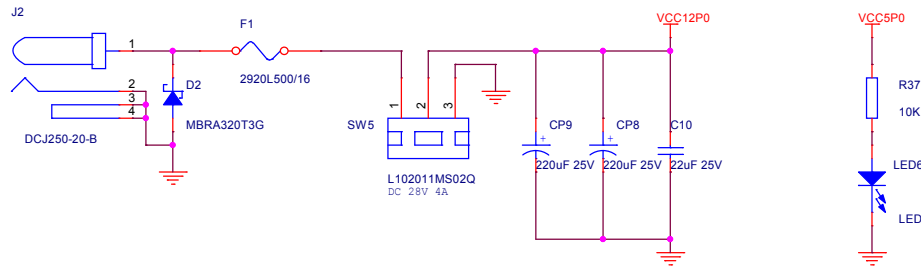 J2
F1
VCC12P0
VCC5P0
1
2920L500/16
2
3
4
D2
MBRA320T3G
DCJ250-20-B
1
2
3
SW5
L102011MS02Q
DC 28V 4A
CP9
+
220uF 25V
CP8
+
220uF 25V
C10
22uF 25V
R37
10K
LED6
LED